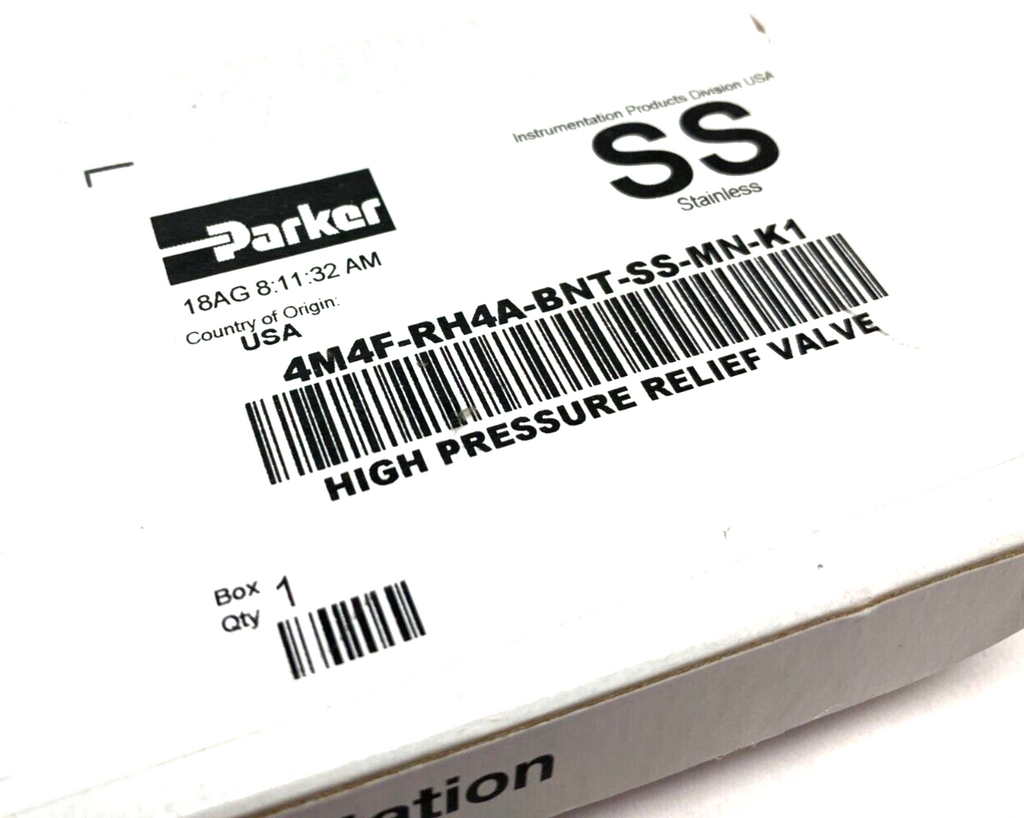 Instrumentation Products Division USA
SS
Stainless
Parker
18AG 8:11:32 AM
Country of Origin:
USA
4M4F-RH4A-BNT-SS-MN-K1
HIGH PRESSURE RELIEF VALVE
Box 1
Qty